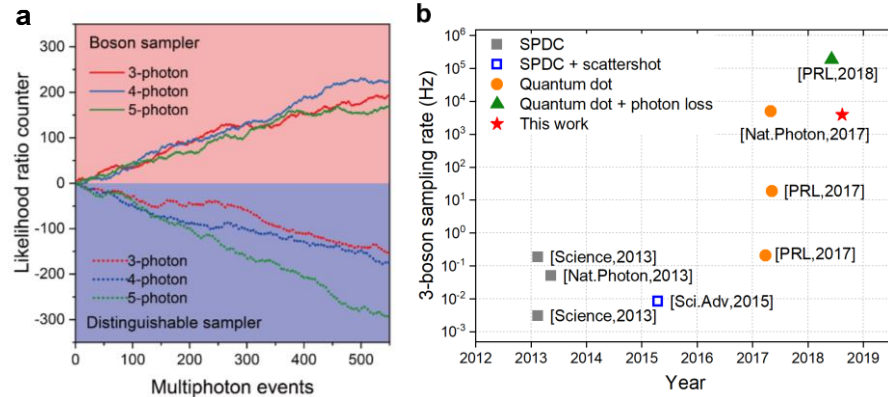 a
Likelihood ratio counter
300
200
100
0
-100
-200
-300
Boson sampler
3-photon
4-photon
5-photon
3-photon
4-photon
5-photon
Distinguishable sampler
0 100 200 300 400 500
Multiphoton events
b
3-boson sampling rate (Hz)
10^6
10^5
10^4
10^3
10^2
10^1
10^0
10^-1
10^-2
10^-3
SPDC
SPDC + scattershot
Quantum dot
Quantum dot + photon loss
This work
[PRL,2018]
[Nat.Photon,2017]
[PRL,2017]
[PRL,2017]
[Science,2013]
[Nat.Photon,2013]
[Sci.Adv,2015]
[Science,2013]
2012 2013 2014 2015 2016 2017 2018 2019
Year